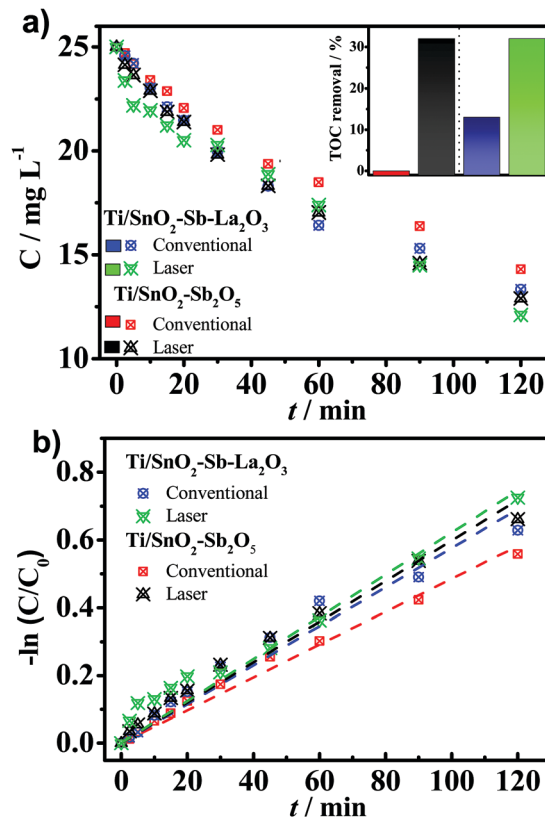 a)
25
20
15
10
C / mg L⁻¹
0 20 40 60 80 100 120
t / min
30
20
10
0
TOC removal / %
Ti/SnO₂-Sb-La₂O₃
Conventional
Laser
Ti/SnO₂-Sb₂O₅
Conventional
Laser
b)
0.8
0.6
0.4
0.2
0.0
-ln (C/C₀)
Ti/SnO₂-Sb-La₂O₃
Conventional
Laser
Ti/SnO₂-Sb₂O₅
Conventional
Laser
0 20 40 60 80 100 120
t / min